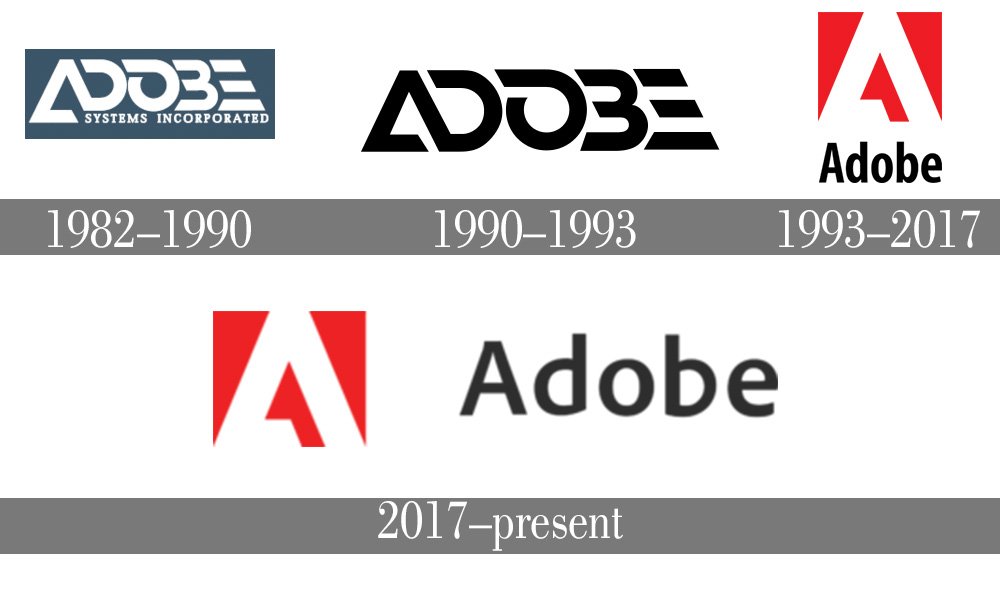 ADOBE
SYSTEMS INCORPORATED
ADOBE
Adobe
1982–1990
1990–1993
1993–2017
Adobe
2017–present